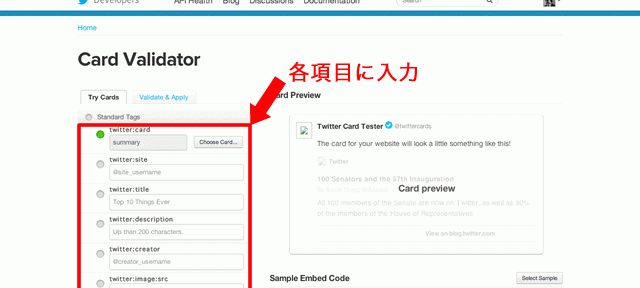 Developers
API Health Blog Discussions Documentation
Search
Home
Card Validator
各項目に入力
Try Cards
Validate & Apply
Card Preview
Standard Tags
twitter:card
summary
Choose Card...
twitter:site
@site_username
twitter:title
Top 10 Things Ever
twitter:description
Up than 200 characters.
twitter:creator
@creator_username
twitter:image:src
Twitter Card Tester @twittercards
The card for your website will look a little something like this!
Twitter
100 Senators and the 57th Inauguration
Card preview
As 100 members of the Senate are now on Twitter, as well as 90%
of the members of the House of Representatives.
View on blog.twitter.com
Sample Embed Code
Select Sample